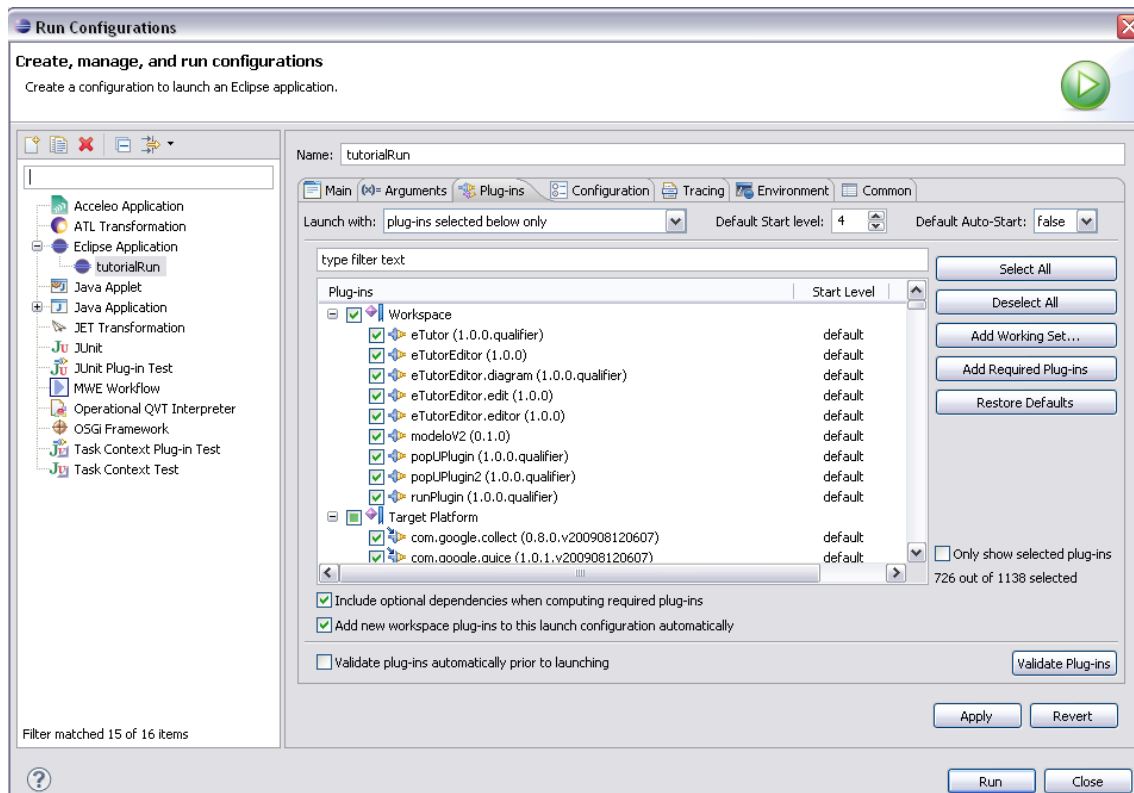 Run Configurations
Create, manage, and run configurations
Create a configuration to launch an Eclipse application.
Name: tutorialRun
Main (x)= Arguments Plug-ins Configuration Tracing Environment Common
Launch with: plug-ins selected below only Default Start level: 4 Default Auto-Start: false
Acceleo Application
ATL Transformation
Eclipse Application
tutorialRun
Java Applet
Java Application
JET Transformation
JUnit
JUnit Plug-in Test
MWE Workflow
Operational QVT Interpreter
OSGi Framework
Task Context Plug-in Test
Task Context Test
Filter matched 15 of 16 items
type filter text
Plug-ins Start Level
Workspace
eTutor (1.0.0.qualifier) default
eTutorEditor (1.0.0) default
eTutorEditor.diagram (1.0.0.qualifier) default
eTutorEditor.edit (1.0.0) default
eTutorEditor.editor (1.0.0) default
modeloV2 (0.1.0) default
popUPlugin (1.0.0.qualifier) default
popUPlugin2 (1.0.0.qualifier) default
runPlugin (1.0.0.qualifier) default
Target Platform
com.google.collect (0.8.0.v200908120607) default
com.google.guice (1.0.1.v200908120607) default
Select All
Deselect All
Add Working Set...
Add Required Plug-ins
Restore Defaults
Only show selected plug-ins
726 out of 1138 selected
Include optional dependencies when computing required plug-ins
Add new workspace plug-ins to this launch configuration automatically
Validate plug-ins automatically prior to launching
Validate Plug-ins
Apply Revert
? Run Close